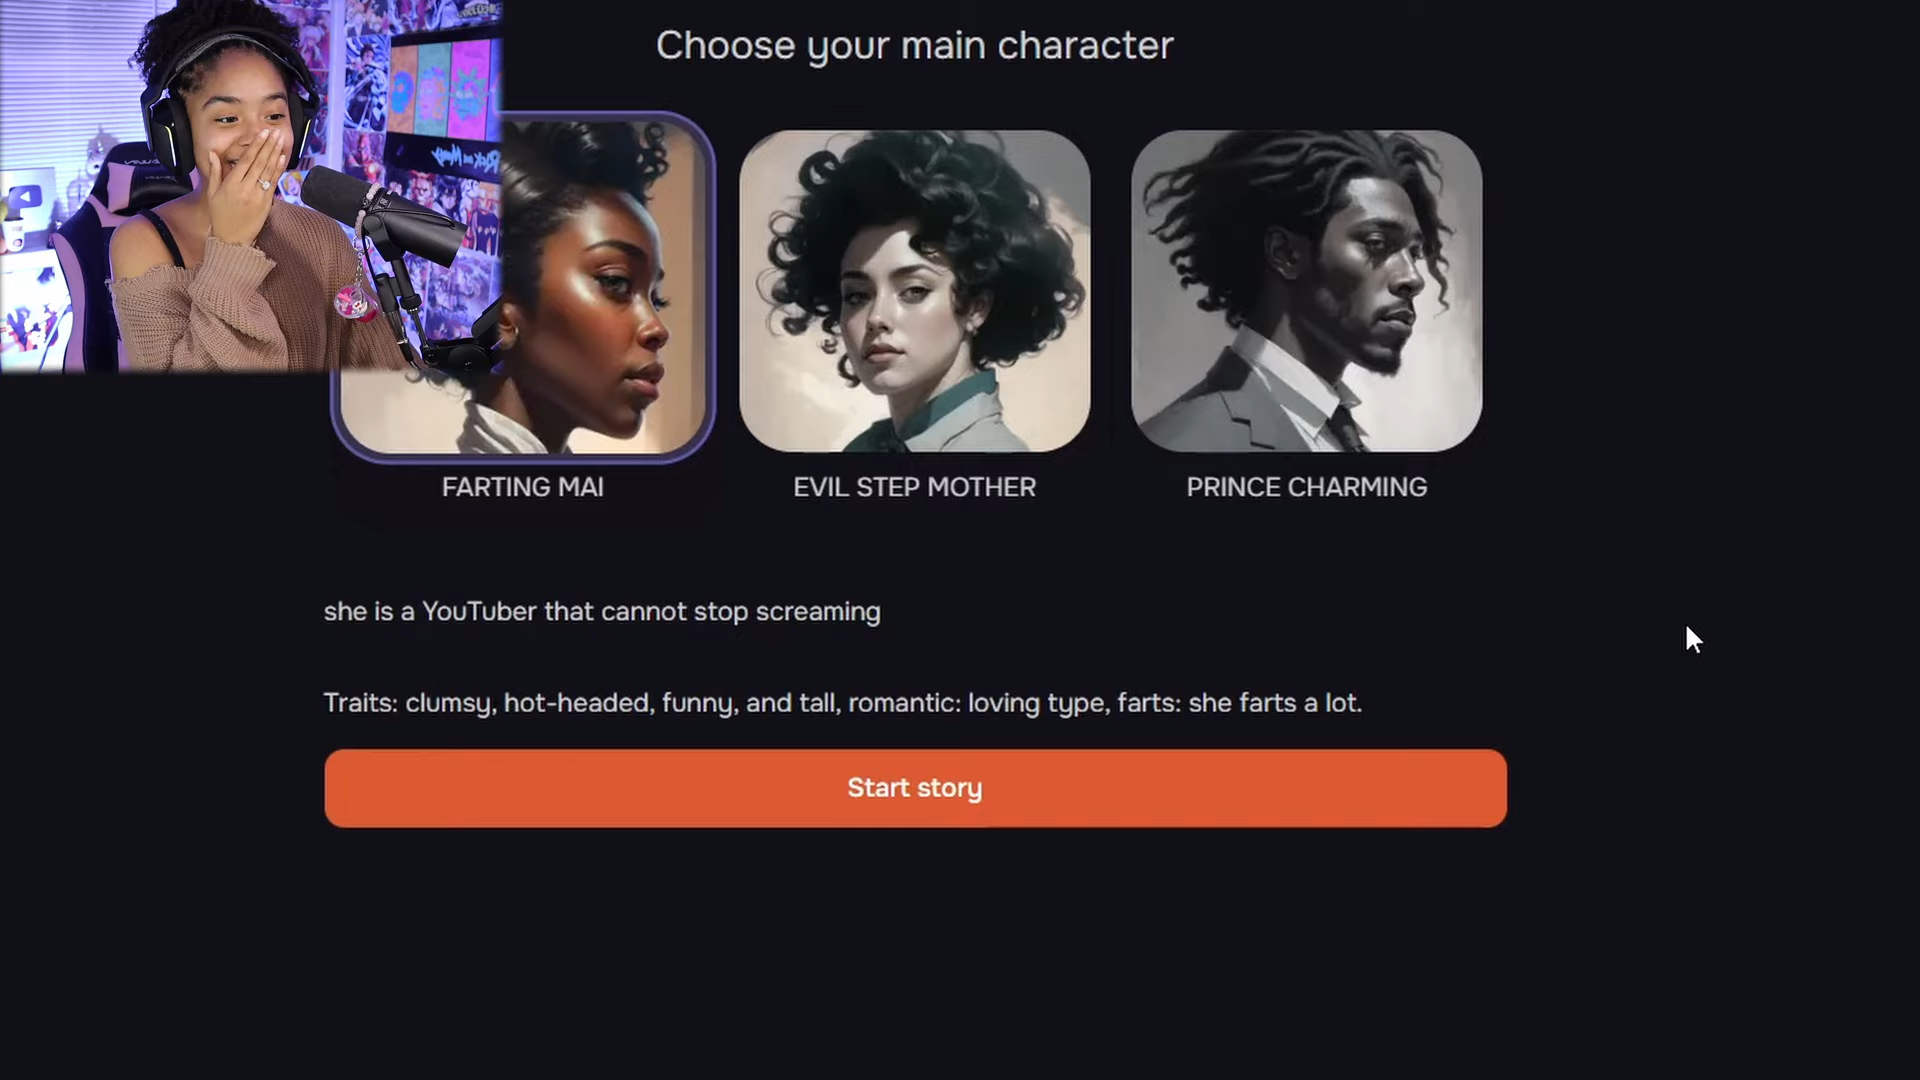 Choose your main character
FARTING MAI
EVIL STEP MOTHER
PRINCE CHARMING
she is a YouTuber that cannot stop screaming
Traits: clumsy, hot-headed, funny, and tall, romantic: loving type, farts: she farts a lot.
Start story